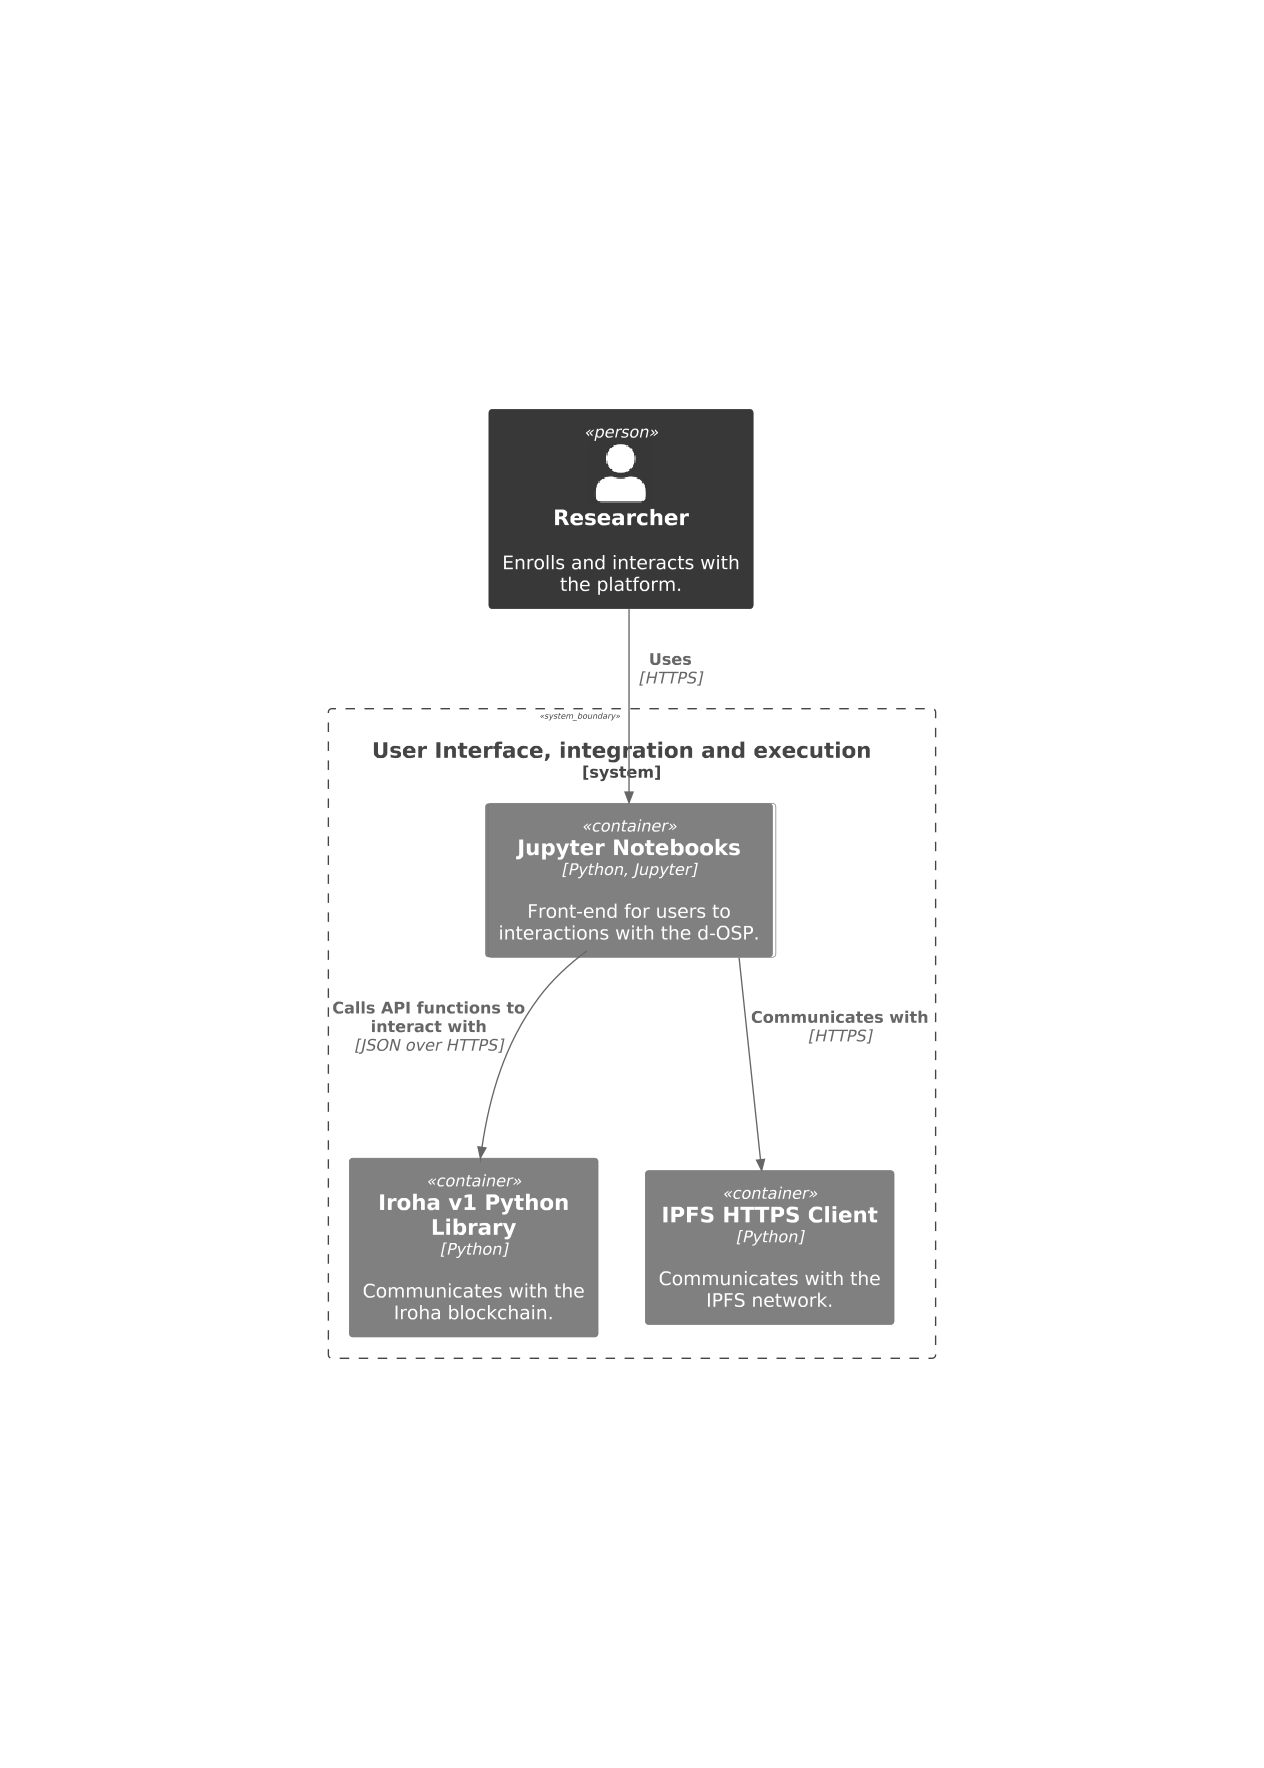 «person»
Researcher
Enrolls and interacts with
the platform.
Uses
[HTTPS]
«system_boundary»
User Interface, integration and execution
[system]
«container»
Jupyter Notebooks
[Python, Jupyter]
Front-end for users to
interactions with the d-OSP.
Calls API functions to
interact with
[JSON over HTTPS]
Communicates with
[HTTPS]
«container»
Iroha v1 Python
Library
[Python]
Communicates with the
Iroha blockchain.
«container»
IPFS HTTPS Client
[Python]
Communicates with the
IPFS network.